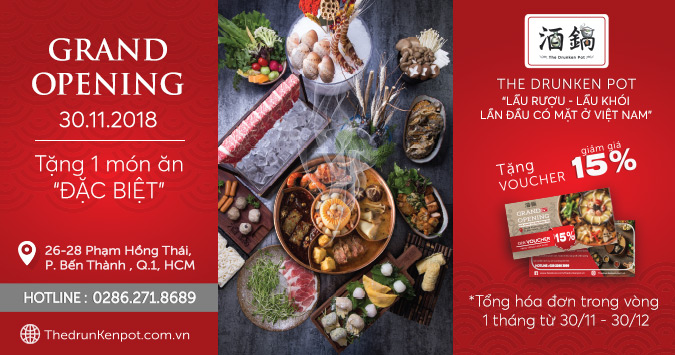 GRAND
OPENING
30.11.2018
Tặng 1 món ăn
"ĐẶC BIỆT"
26-28 Phạm Hồng Thái,
P. Bến Thành , Q.1, HCM
HOTLINE : 0286.271.8689
ThedrunKenpot.com.vn
酒鍋
The Drunken Pot
THE DRUNKEN POT
"LẨU RƯỢU - LẨU KHÓI
LẦN ĐẦU CÓ MẶT Ở VIỆT NAM"
Tặng giảm giá
VOUCHER 15%
GRAND
OPENING
VOUCHER 15%
*Tổng hóa đơn trong vòng
1 tháng từ 30/11 - 30/12